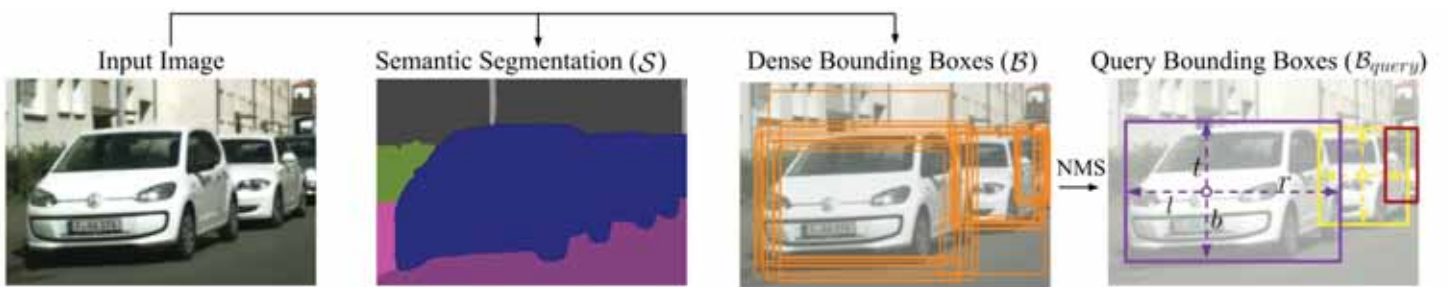 Input Image
Semantic Segmentation (𝒮)
Dense Bounding Boxes (ℬ)
Query Bounding Boxes (ℬ_query)
NMS
t
r
l
b